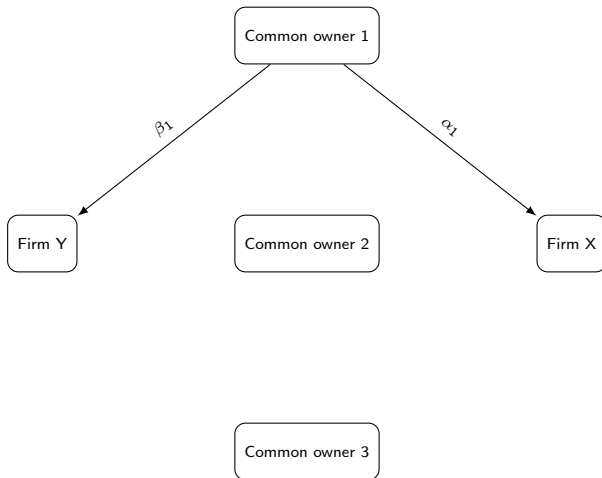 Common owner 1
β₁
α₁
Firm Y
Common owner 2
Firm X
Common owner 3